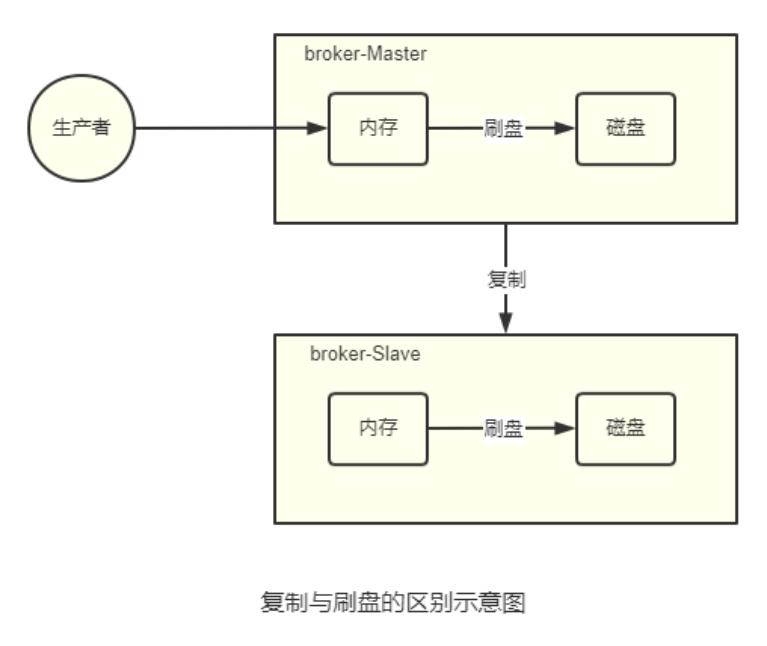 broker-Master
生产者
内存
刷盘
磁盘
复制
broker-Slave
内存
刷盘
磁盘
复制与刷盘的区别示意图